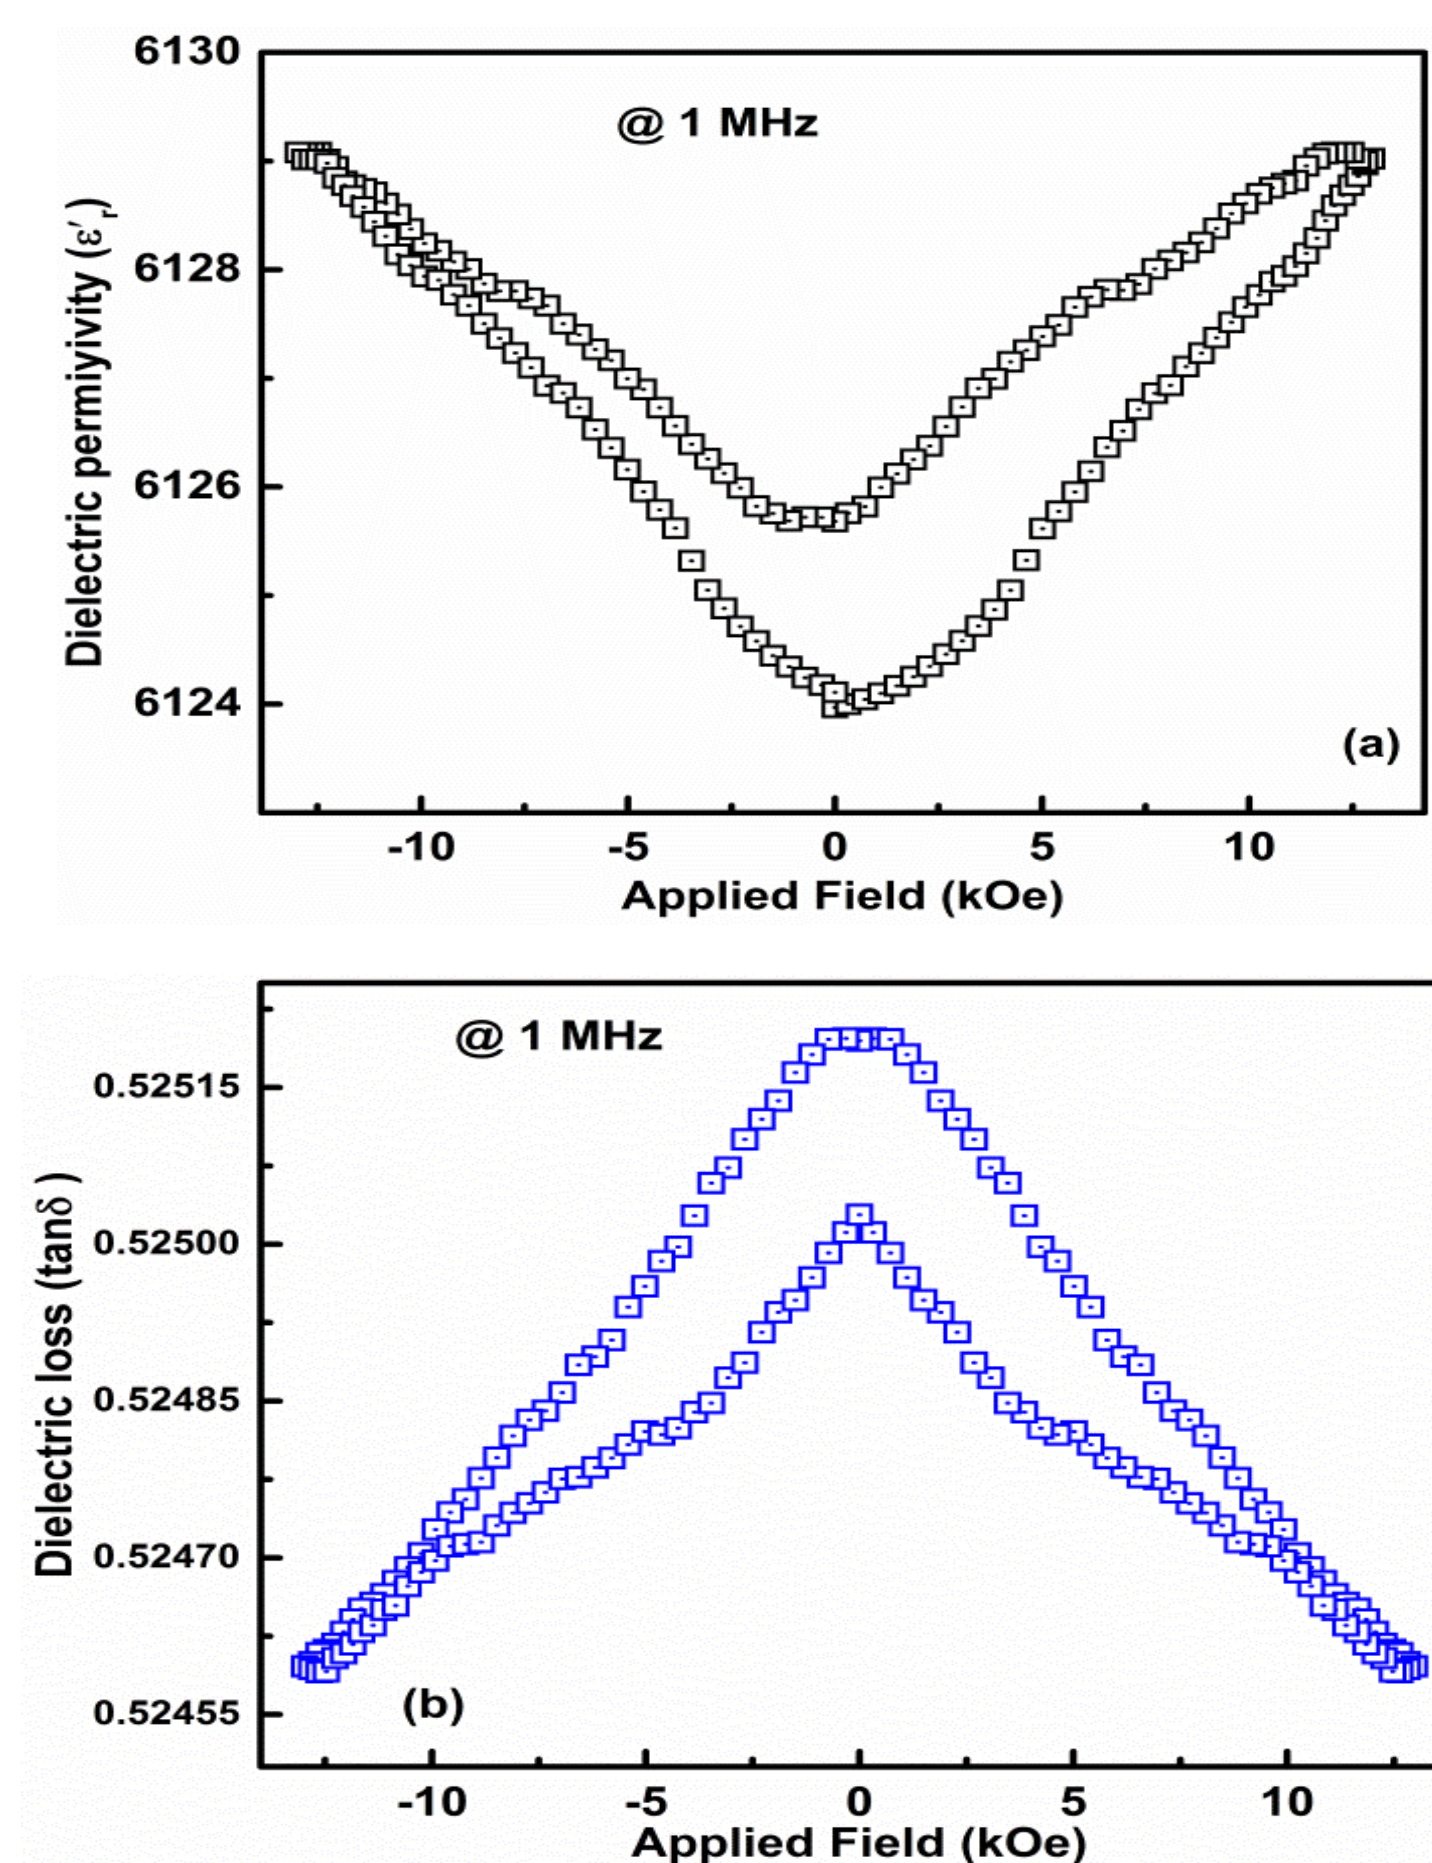 6130
@ 1 MHz
6128
6126
6124
Dielectric permiyivity (ε′r)
(a)
-10 -5 0 5 10
Applied Field (kOe)
@ 1 MHz
0.52515
0.52500
0.52485
0.52470
0.52455
Dielectric loss (tanδ )
(b)
-10 -5 0 5 10
Applied Field (kOe)